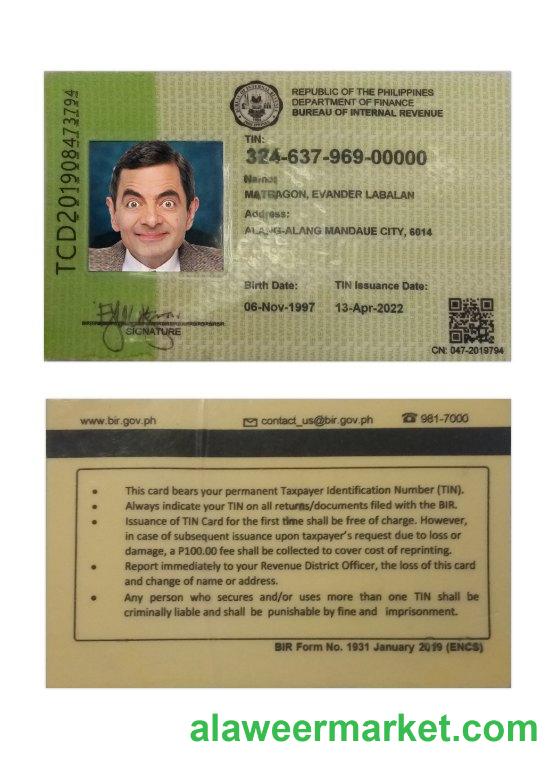 TCD201908473794
REPUBLIC OF THE PHILIPPINES
DEPARTMENT OF FINANCE
BUREAU OF INTERNAL REVENUE
TIN:
374-637-969-00000
Name:
MATBAGON, EVANDER LABALAN
Address:
ALANG-ALANG MANDAUE CITY, 6014
Birth Date: TIN Issuance Date:
06-Nov-1997 13-Apr-2022
SIGNATURE
CN: 047-2019794
www.bir.gov.ph contact_us@bir.gov.ph 981-7000
• This card bears your permanent Taxpayer Identification Number (TIN).
• Always indicate your TIN on all returns/documents filed with the BIR.
• Issuance of TIN Card for the first time shall be free of charge. However,
in case of subsequent issuance upon taxpayer's request due to loss or
damage, a P100.00 fee shall be collected to cover cost of reprinting.
• Report immediately to your Revenue District Officer, the loss of this card
and change of name or address.
• Any person who secures and/or uses more than one TIN shall be
criminally liable and shall be punishable by fine and imprisonment.
BIR Form No. 1931 January 2019 (ENCS)
alaweermarket.com